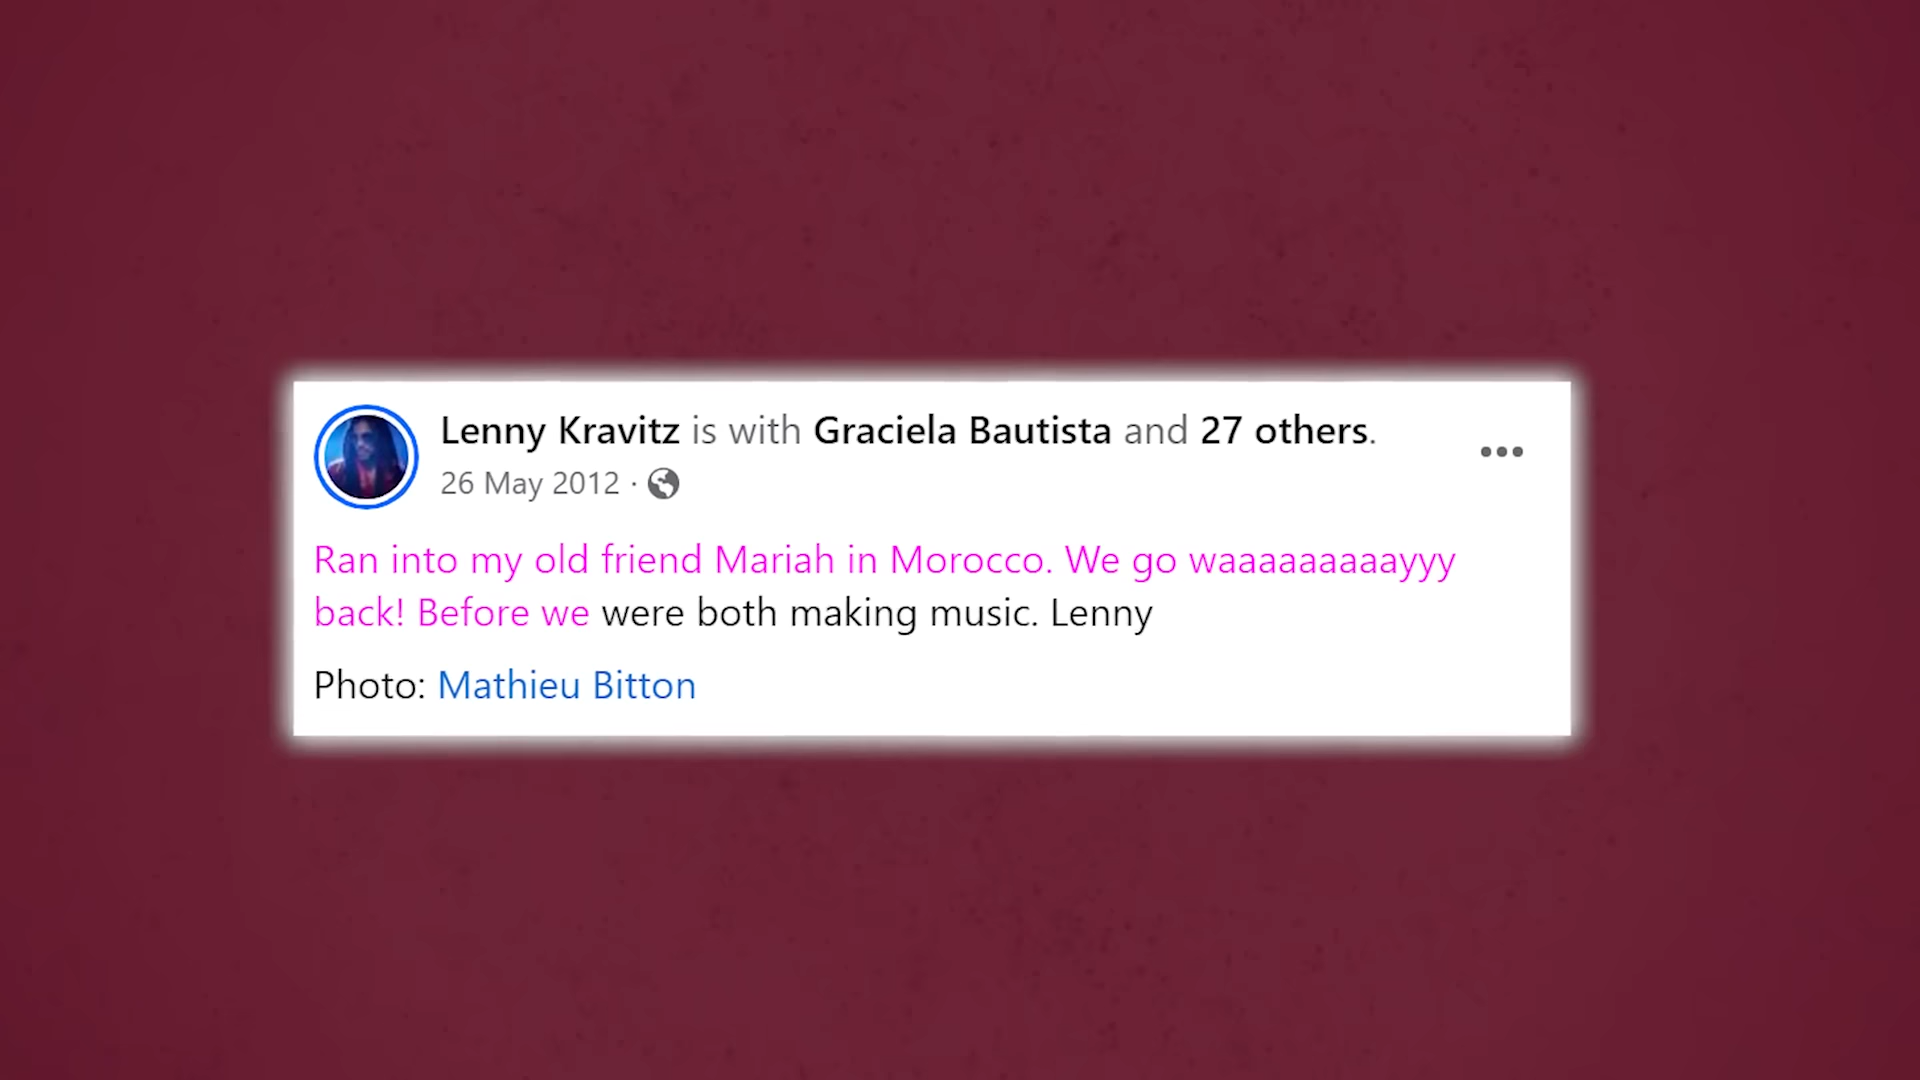 Lenny Kravitz is with Graciela Bautista and 27 others.
26 May 2012 ·
Ran into my old friend Mariah in Morocco. We go waaaaaaaaayyy
back! Before we were both making music. Lenny
Photo: Mathieu Bitton